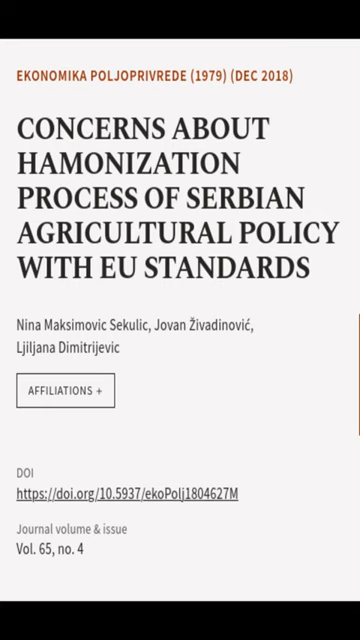 EKONOMIKA POLJOPRIVREDE (1979) (DEC 2018)
CONCERNS ABOUT
HAMONIZATION
PROCESS OF SERBIAN
AGRICULTURAL POLICY
WITH EU STANDARDS
Nina Maksimovic Sekulic, Jovan Živadinović,
Ljiljana Dimitrijevic
AFFILIATIONS +
DOI
https://doi.org/10.5937/ekoPolj1804627M
Journal volume & issue
Vol. 65, no. 4